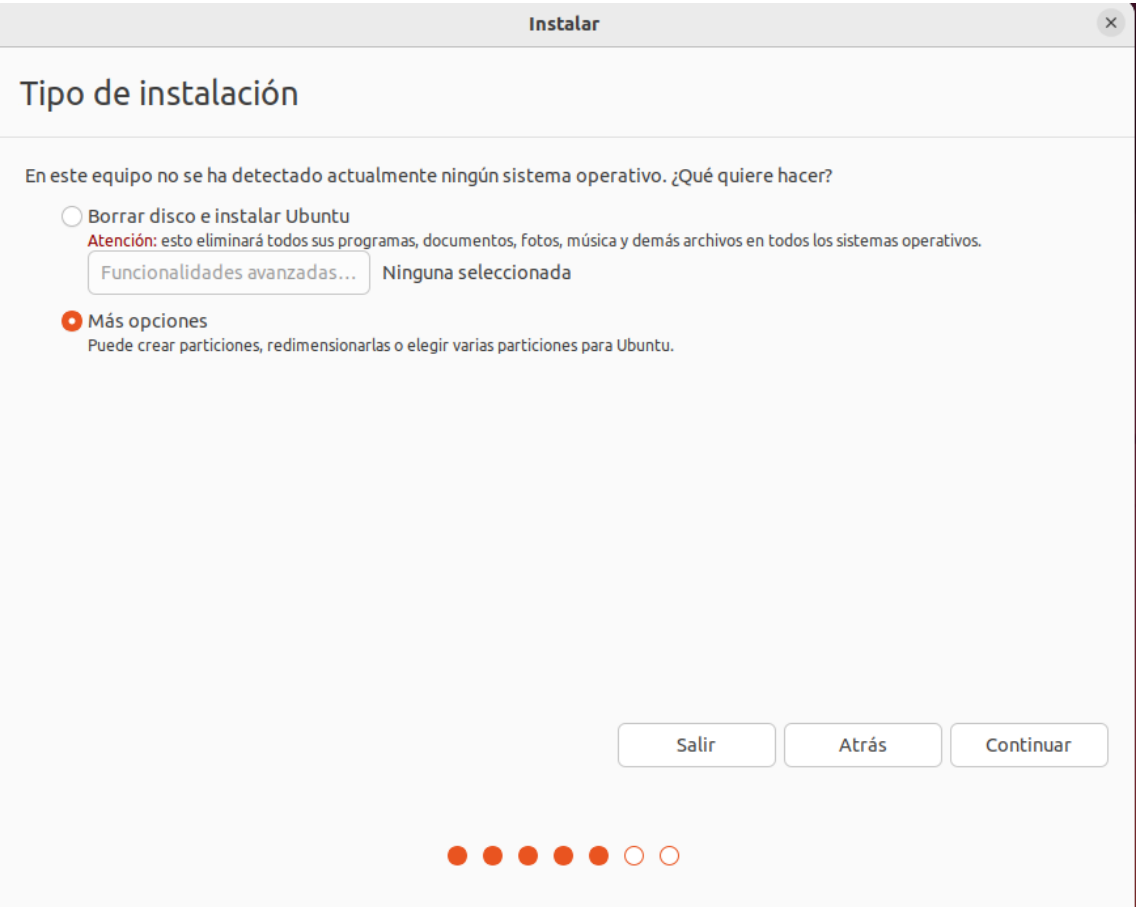 Instalar
Tipo de instalación
En este equipo no se ha detectado actualmente ningún sistema operativo. ¿Qué quiere hacer?
Borrar disco e instalar Ubuntu
Atención: esto eliminará todos sus programas, documentos, fotos, música y demás archivos en todos los sistemas operativos.
Funcionalidades avanzadas... Ninguna seleccionada
Más opciones
Puede crear particiones, redimensionarlas o elegir varias particiones para Ubuntu.
Salir Atrás Continuar